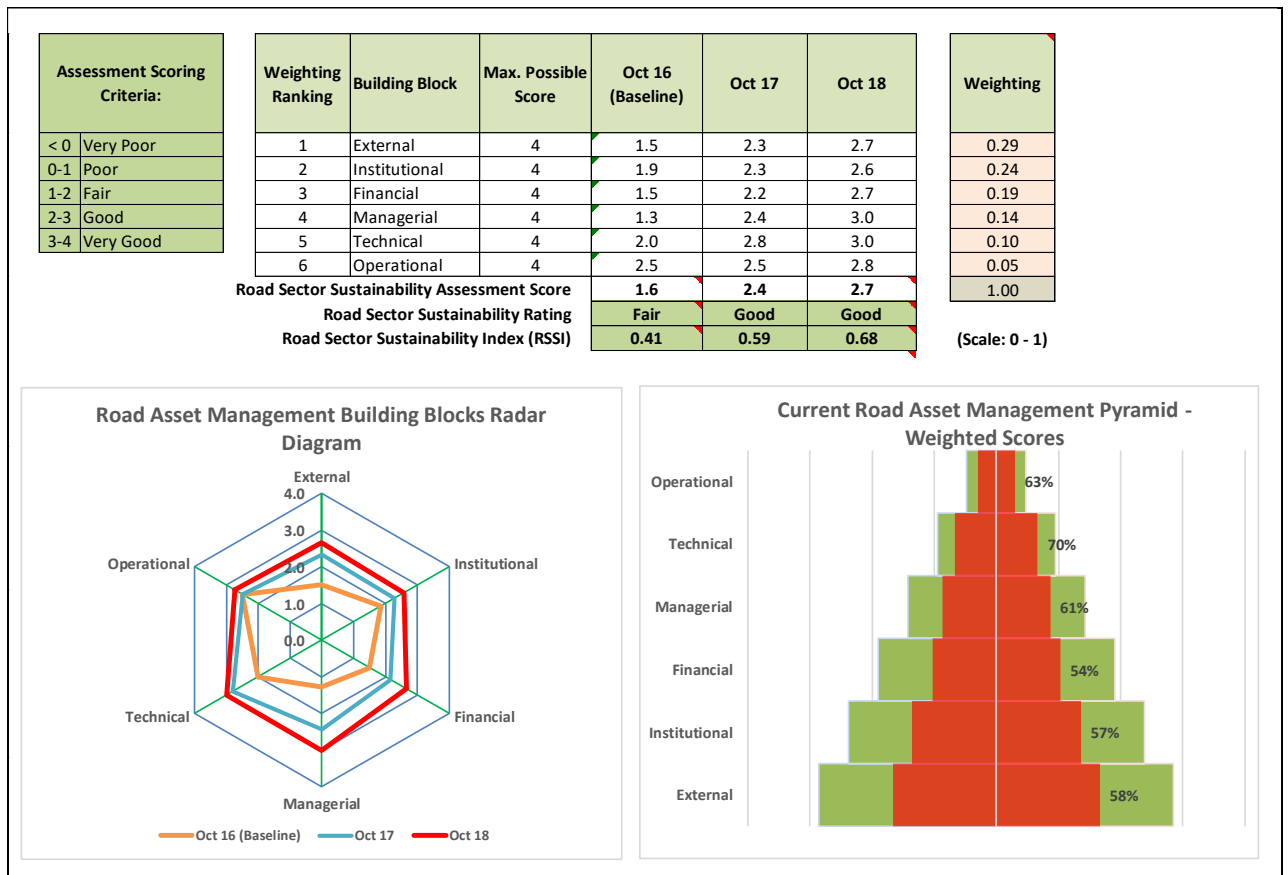 Assessment Scoring
Criteria:
< 0 Very Poor
0-1 Poor
1-2 Fair
2-3 Good
3-4 Very Good
Weighting Ranking Building Block Max. Possible Score Oct 16 (Baseline) Oct 17 Oct 18 Weighting
1 External 4 1.5 2.3 2.7 0.29
2 Institutional 4 1.9 2.3 2.6 0.24
3 Financial 4 1.5 2.2 2.7 0.19
4 Managerial 4 1.3 2.4 3.0 0.14
5 Technical 4 2.0 2.8 3.0 0.10
6 Operational 4 2.5 2.5 2.8 0.05
Road Sector Sustainability Assessment Score 1.6 2.4 2.7 1.00
Road Sector Sustainability Rating Fair Good Good
Road Sector Sustainability Index (RSSI) 0.41 0.59 0.68 (Scale: 0 - 1)
Road Asset Management Building Blocks Radar
Diagram
External
4.0
3.0
2.0
1.0
0.0
Operational
Institutional
Technical
Financial
Managerial
Oct 16 (Baseline) Oct 17 Oct 18
Current Road Asset Management Pyramid -
Weighted Scores
Operational 63%
Technical 70%
Managerial 61%
Financial 54%
Institutional 57%
External 58%